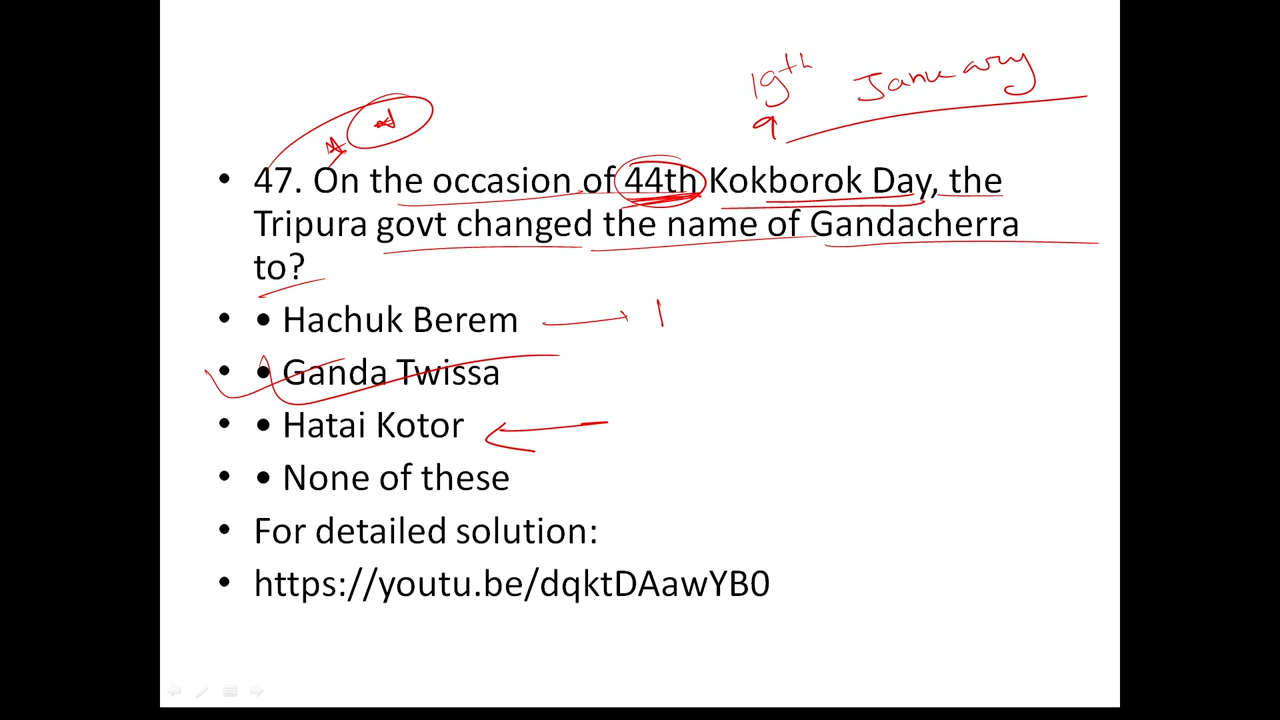 19th January
• 47. On the occasion of 44th Kokborok Day, the
Tripura govt changed the name of Gandacherra
to?
• • Hachuk Berem
• • Ganda Twissa
• • Hatai Kotor
• • None of these
• For detailed solution:
• https://youtu.be/dqktDAawYB0